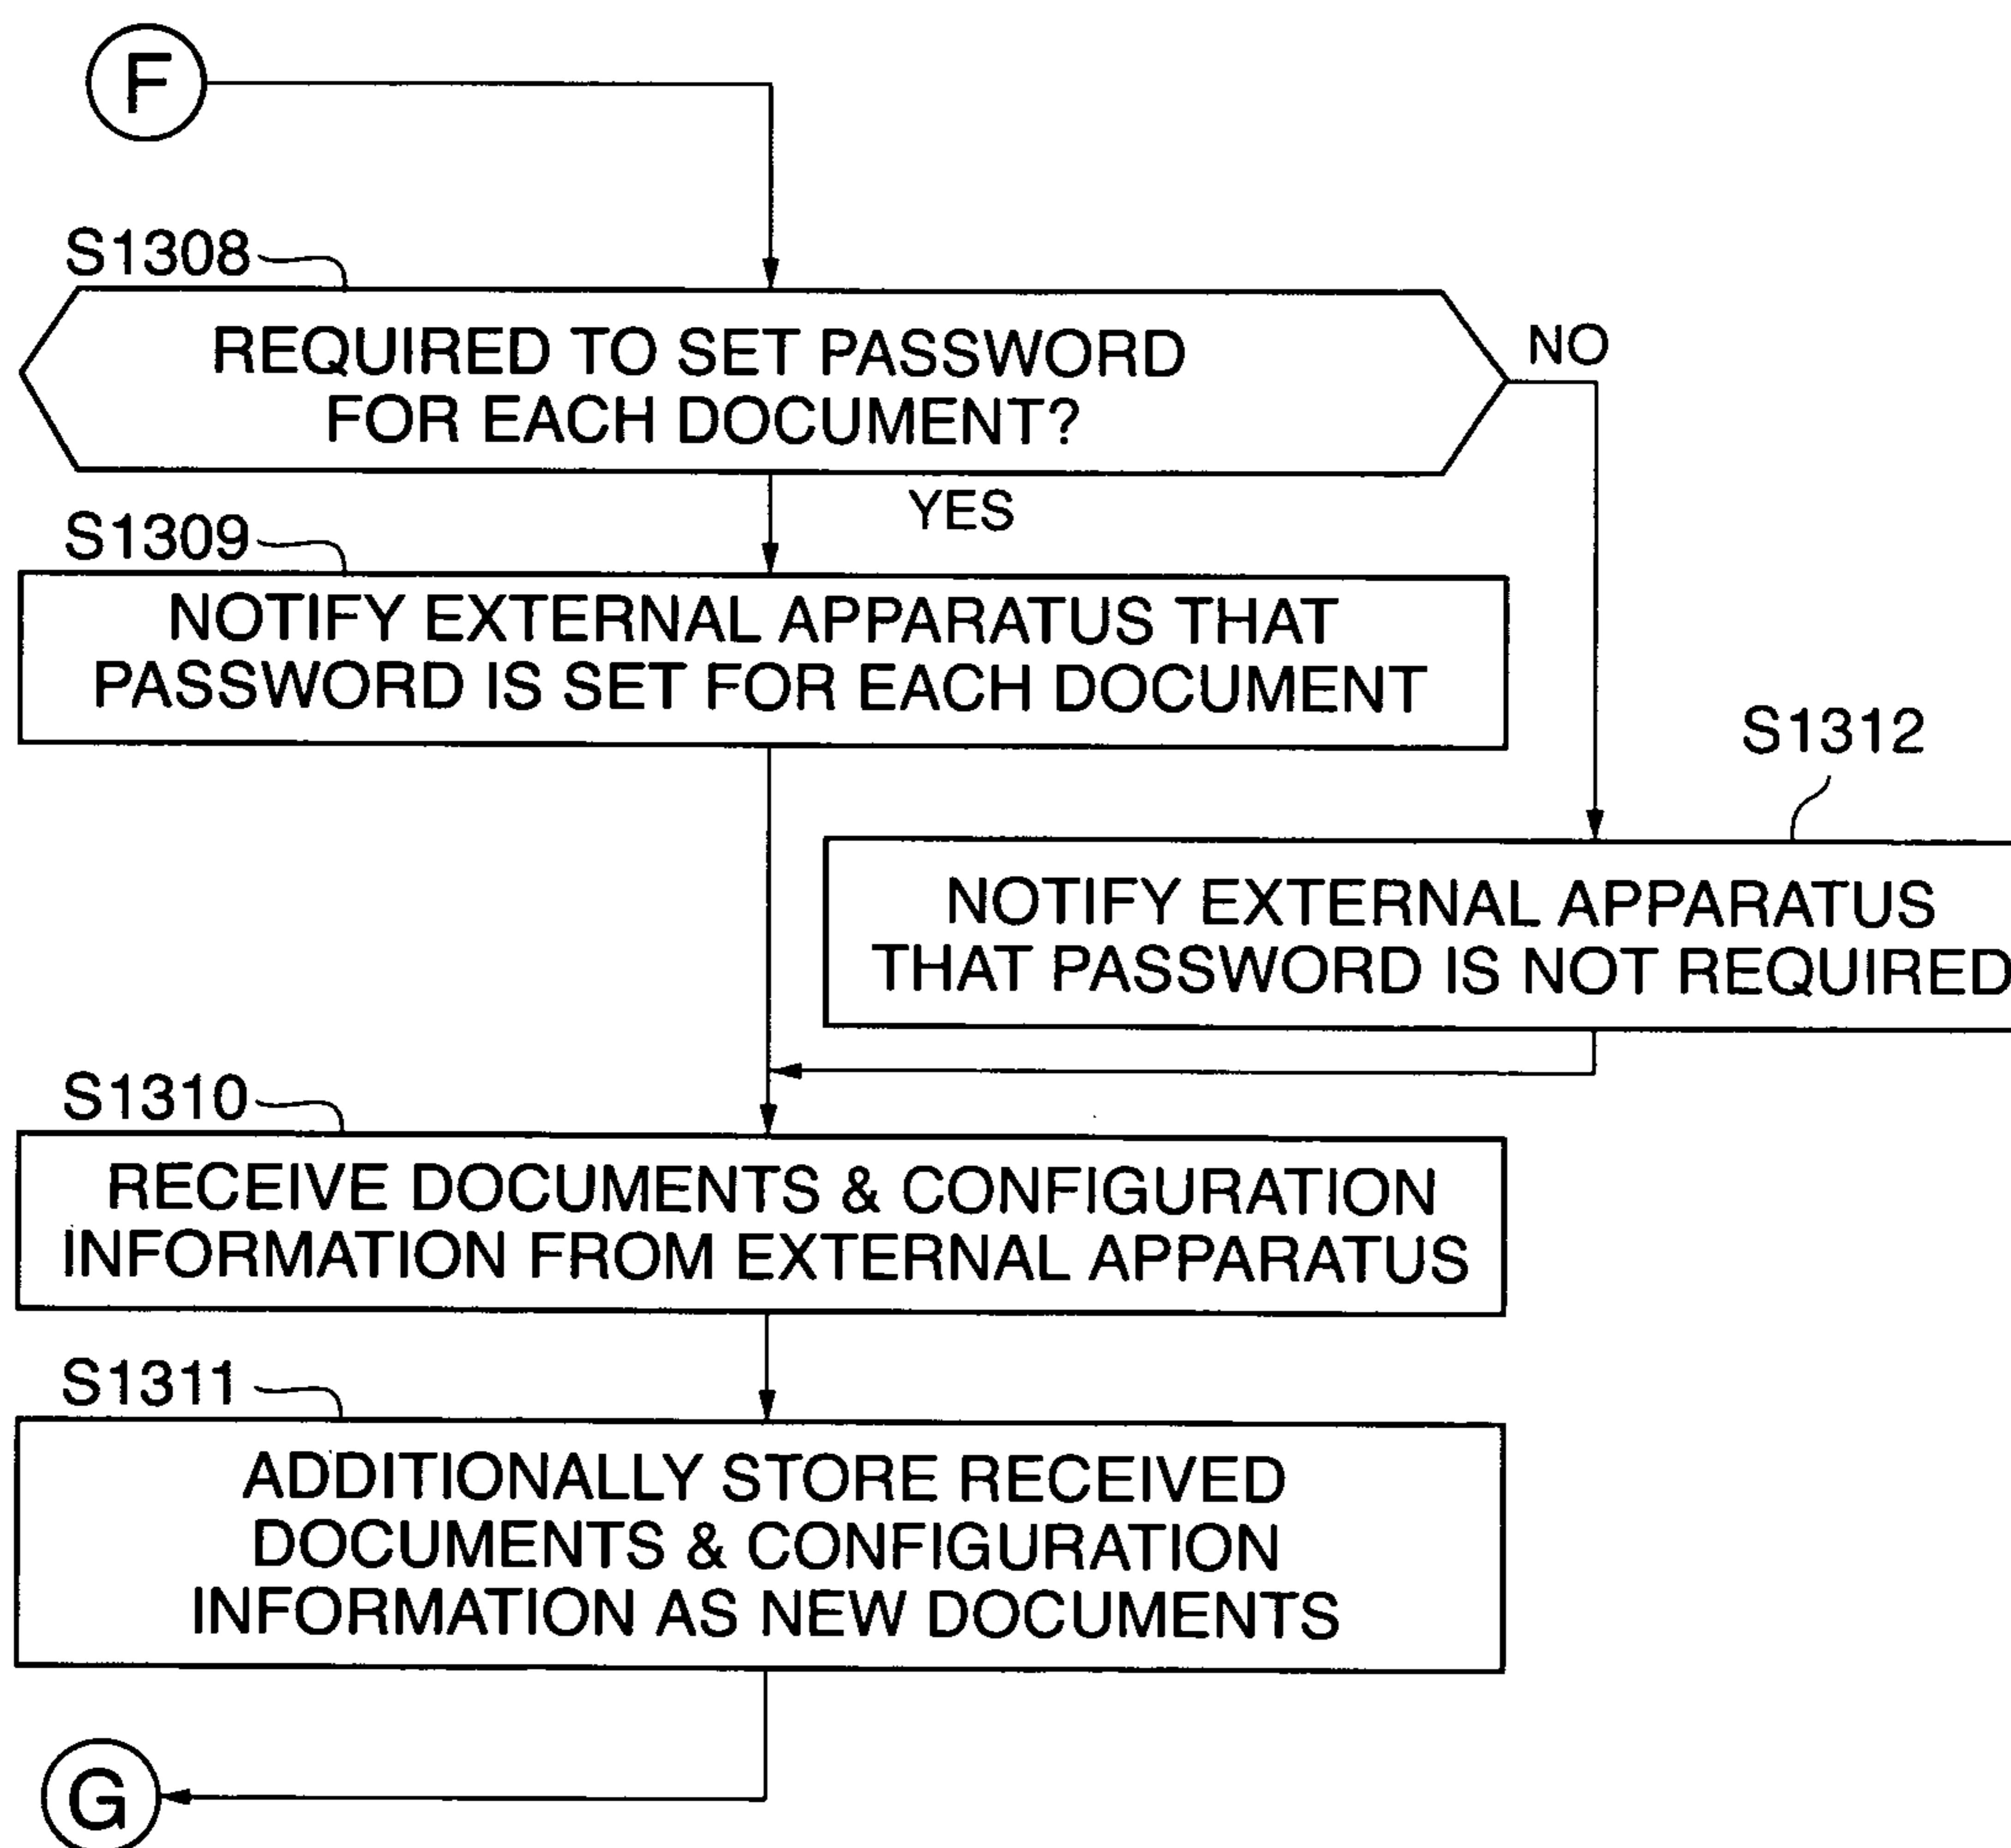 F
S1308
REQUIRED TO SET PASSWORD
FOR EACH DOCUMENT?
NO
YES
S1309
NOTIFY EXTERNAL APPARATUS THAT
PASSWORD IS SET FOR EACH DOCUMENT
S1312
NOTIFY EXTERNAL APPARATUS
THAT PASSWORD IS NOT REQUIRED
S1310
RECEIVE DOCUMENTS & CONFIGURATION
INFORMATION FROM EXTERNAL APPARATUS
S1311
ADDITIONALLY STORE RECEIVED
DOCUMENTS & CONFIGURATION
INFORMATION AS NEW DOCUMENTS
G